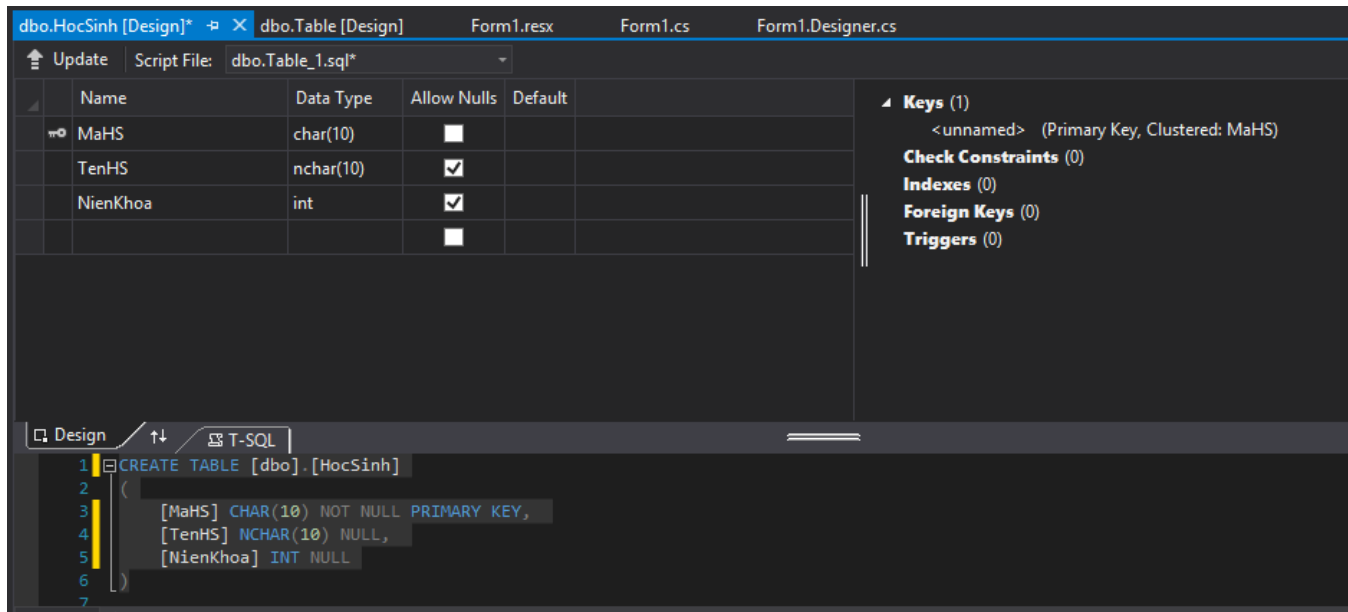 dbo.HocSinh [Design]* dbo.Table [Design] Form1.resx Form1.cs Form1.Designer.cs
Update Script File: dbo.Table_1.sql*
Name Data Type Allow Nulls Default
MaHS char(10)
TenHS nchar(10)
NienKhoa int
Keys (1)
<unnamed> (Primary Key, Clustered: MaHS)
Check Constraints (0)
Indexes (0)
Foreign Keys (0)
Triggers (0)
Design T-SQL
1 CREATE TABLE [dbo].[HocSinh]
2 (
3 [MaHS] CHAR(10) NOT NULL PRIMARY KEY,
4 [TenHS] NCHAR(10) NULL,
5 [NienKhoa] INT NULL
6 )
7